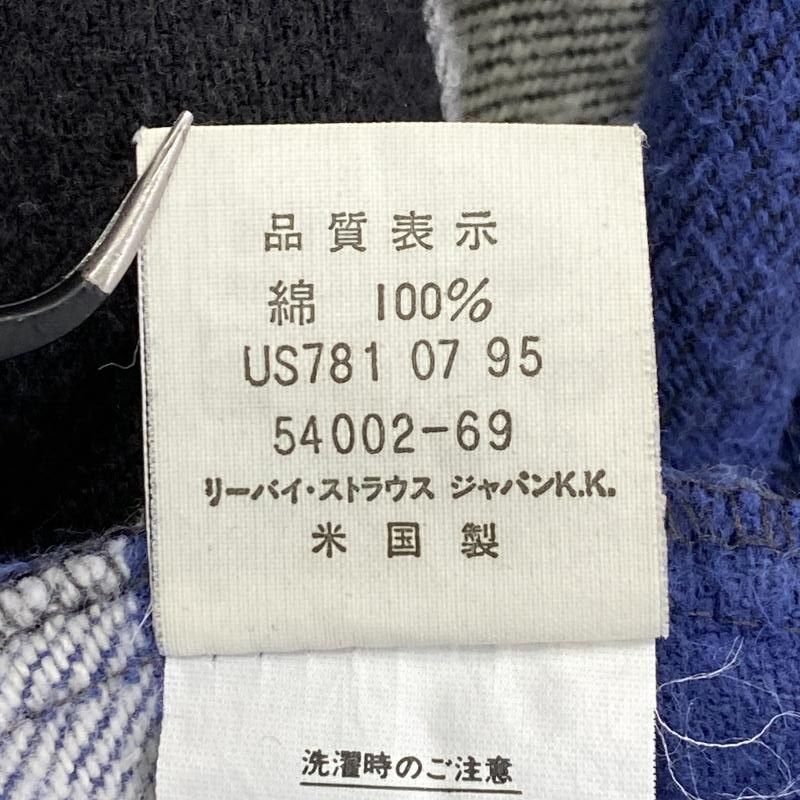 品質表示
綿 100%
US781 07 95
54002-69
リーバイ・ストラウス ジャパンK.K.
米国製
洗濯時のご注意